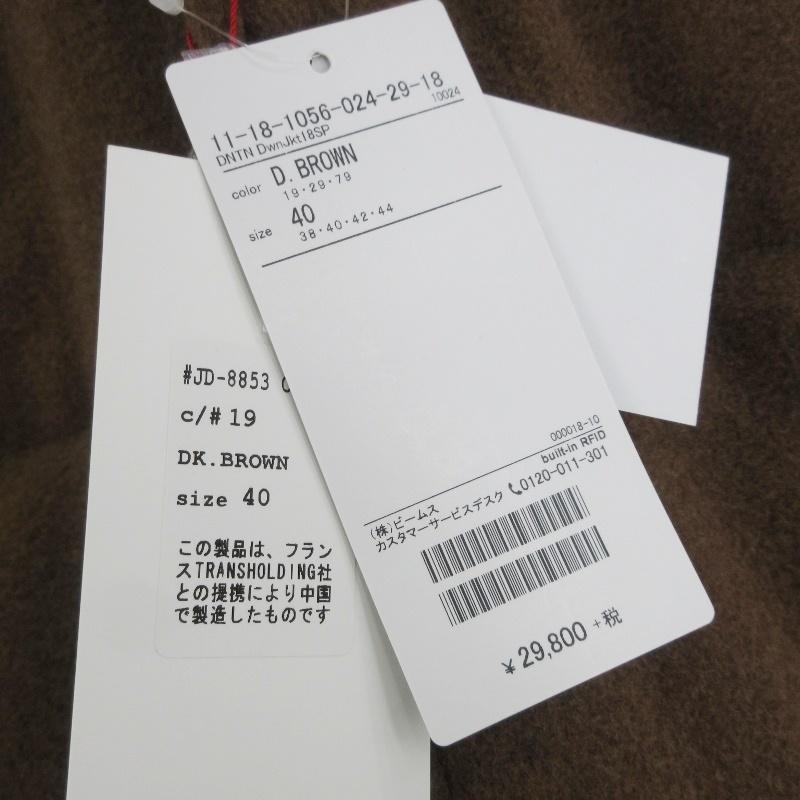 11-18-1056-024-29-18
DNTN DwnJkt18SP
10024
color D.BROWN
19・29・79
size 40
38・40・42・44
000018-10
built-in RFID
(株)ビームス
カスタマーサービスデスク 0120-011-301
¥29,800 +税
#JD-8853
c/# 19
DK.BROWN
size 40
この製品は、フラン
スTRANSHOLDING社
との提携により中国
で製造したものです